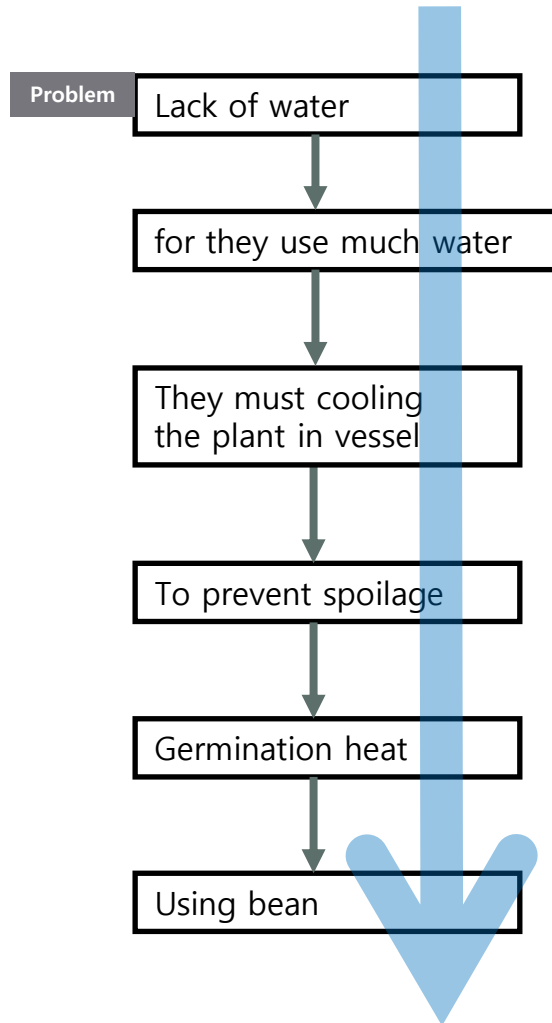 Problem
Lack of water
for they use much water
They must cooling
the plant in vessel
To prevent spoilage
Germination heat
Using bean